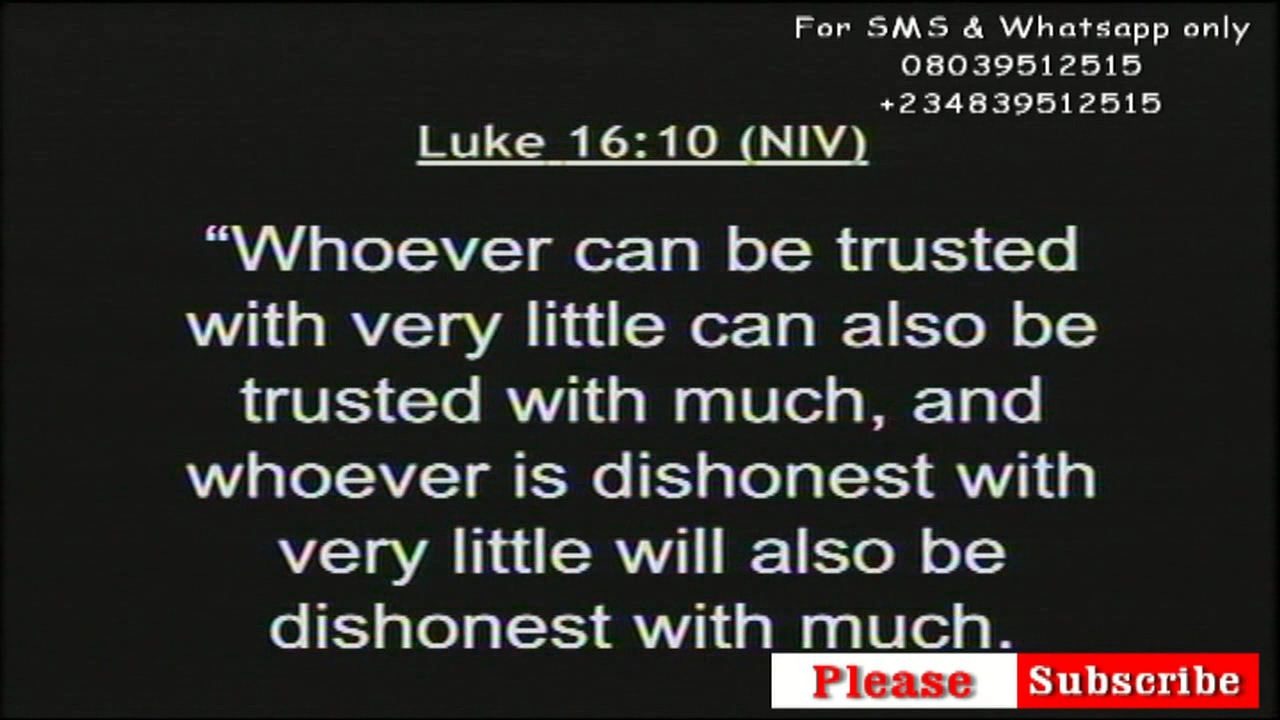 For SMS & Whatsapp only
08039512515
+234839512515
Luke 16:10 (NIV)
“Whoever can be trusted
with very little can also be
trusted with much, and
whoever is dishonest with
very little will also be
dishonest with much.
Please Subscribe